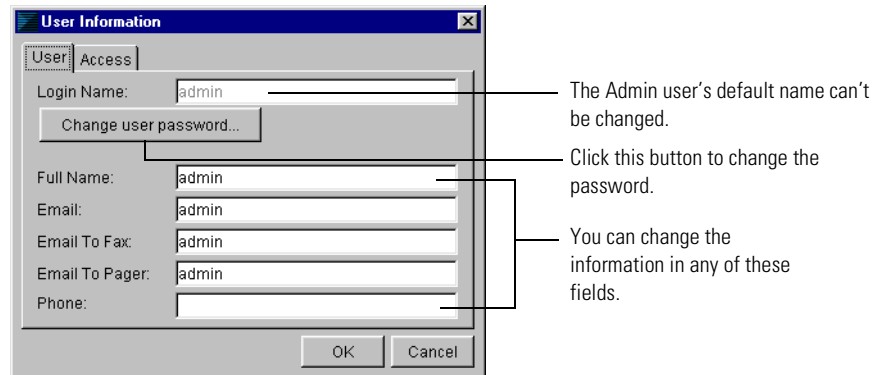 User Information
User Access
Login Name: admin
The Admin user's default name can't
be changed.
Change user password...
Click this button to change the
password.
Full Name: admin
Email: admin
Email To Fax: admin
You can change the
information in any of these
fields.
Email To Pager: admin
Phone:
OK Cancel